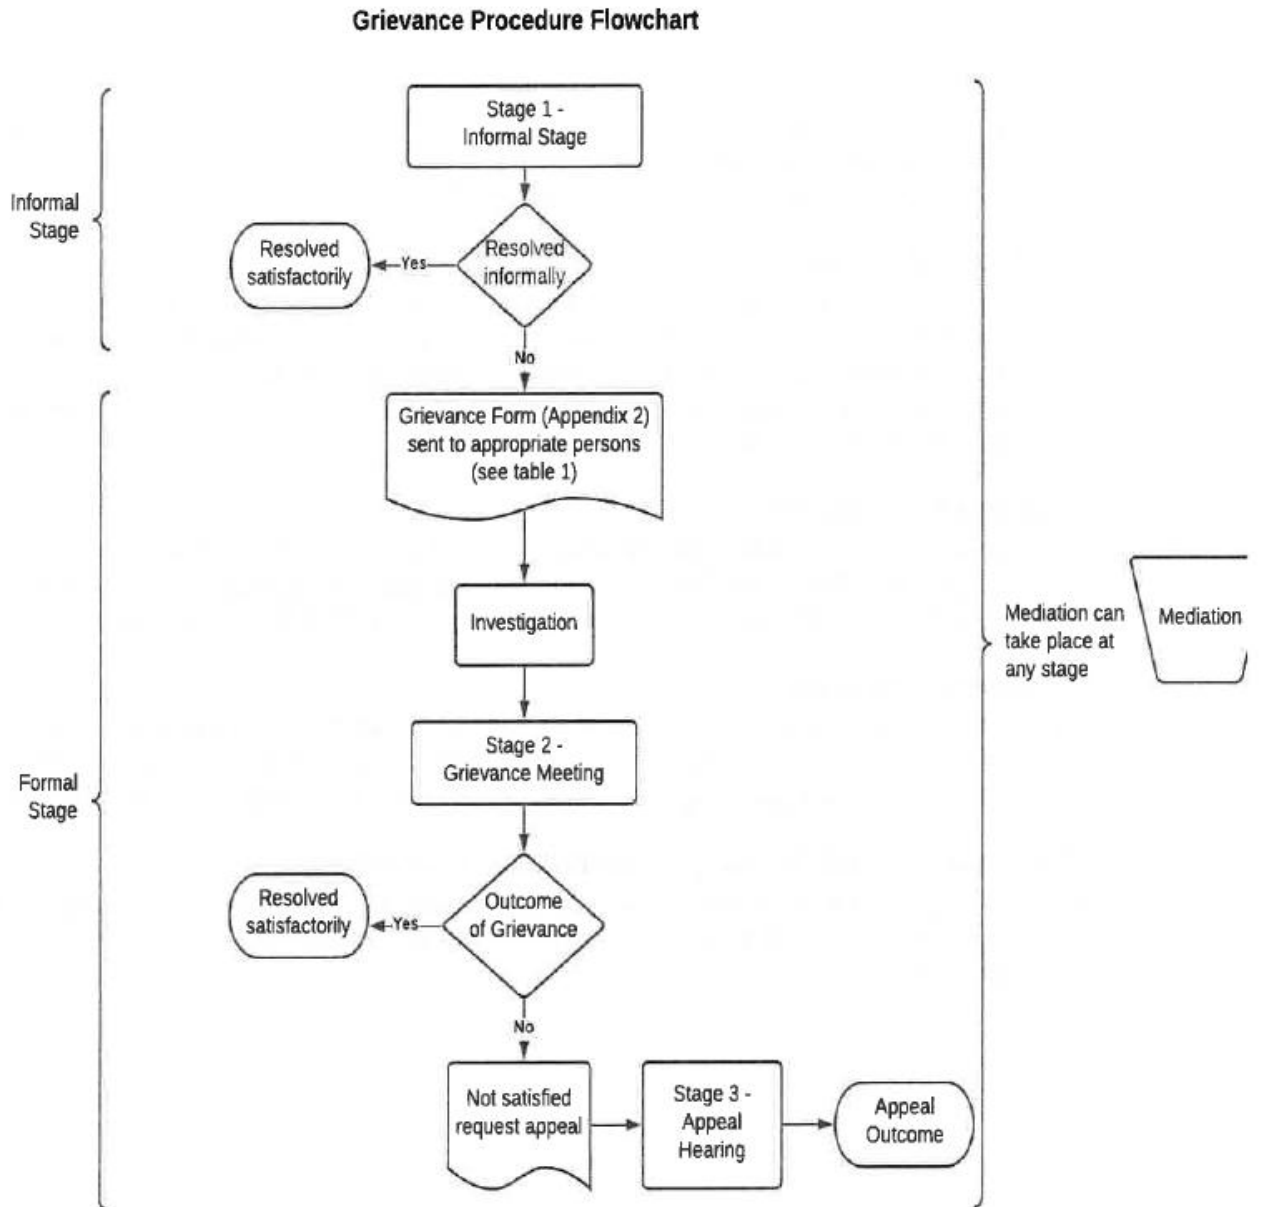 Grievance Procedure Flowchart
Stage 1 -
Informal Stage
Informal
Stage
Resolved
satisfactorily
Yes
Resolved
informally
No
Grievance Form (Appendix 2)
sent to appropriate persons
(see table 1)
Investigation
Mediation can
take place at
any stage
Mediation
Stage 2 -
Grievance Meeting
Formal
Stage
Resolved
satisfactorily
Yes
Outcome
of Grievance
No
Not satisfied
request appeal
Stage 3 -
Appeal
Hearing
Appeal
Outcome